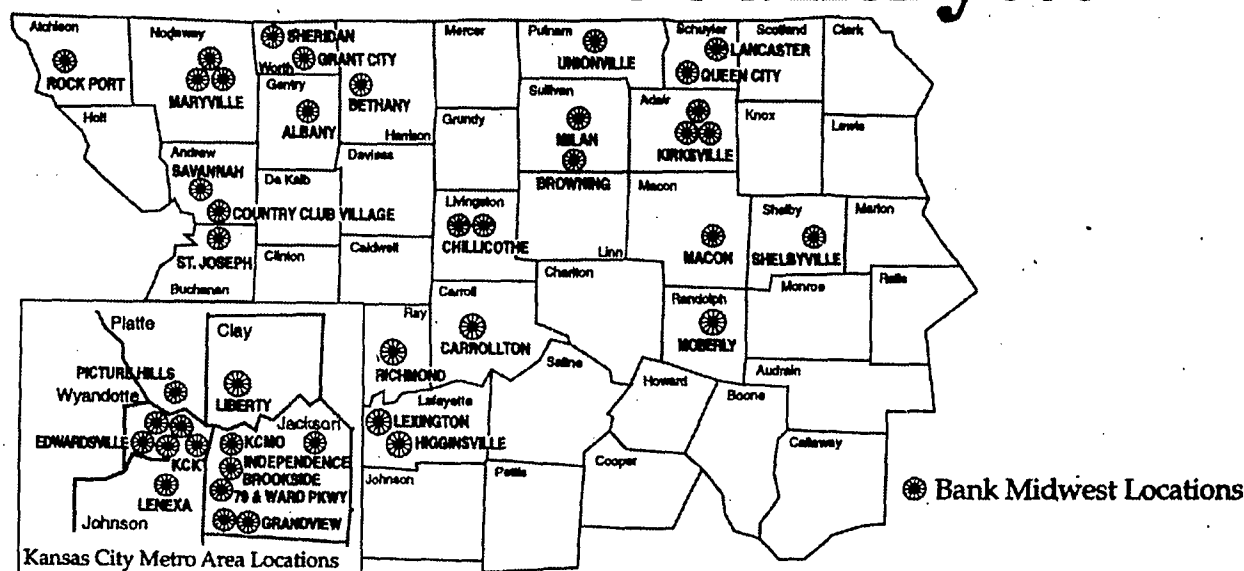 Atchison
Nodaway
SHERIDAN
Mercer
Putnam
Schuyler
Scotland
Clark
ROCK PORT
Worth
GRANT CITY
UNIONVILLE
LANCASTER
QUEEN CITY
MARYVILLE
Gentry
BETHANY
Sullivan
Adair
Holt
ALBANY
Harrison
Grundy
MILAN
KIRKSVILLE
Knox
Lewis
Andrew
SAVANNAH
Daviess
De Kalb
BROWNING
Macon
COUNTRY CLUB VILLAGE
Livingston
CHILLICOTHE
Linn
MACON
Shelby
SHELBYVILLE
Marion
ST. JOSEPH
Clinton
Caldwell
Buchanan
Chariton
Carroll
CARROLLTON
Randolph
MOBERLY
Monroe
Ralls
Ray
RICHMOND
Saline
Howard
Boone
Audrain
Lafayette
LEXINGTON
HIGGINSVILLE
Callaway
Johnson
Pettis
Cooper
Platte
Clay
PICTURE HILLS
Wyandotte
LIBERTY
Jackson
EDWARDSVILLE
KCK
KCMO
INDEPENDENCE
BROOKSIDE
79 & WARD PKWY
LENEXA
GRANDVIEW
Johnson
Kansas City Metro Area Locations
Bank Midwest Locations